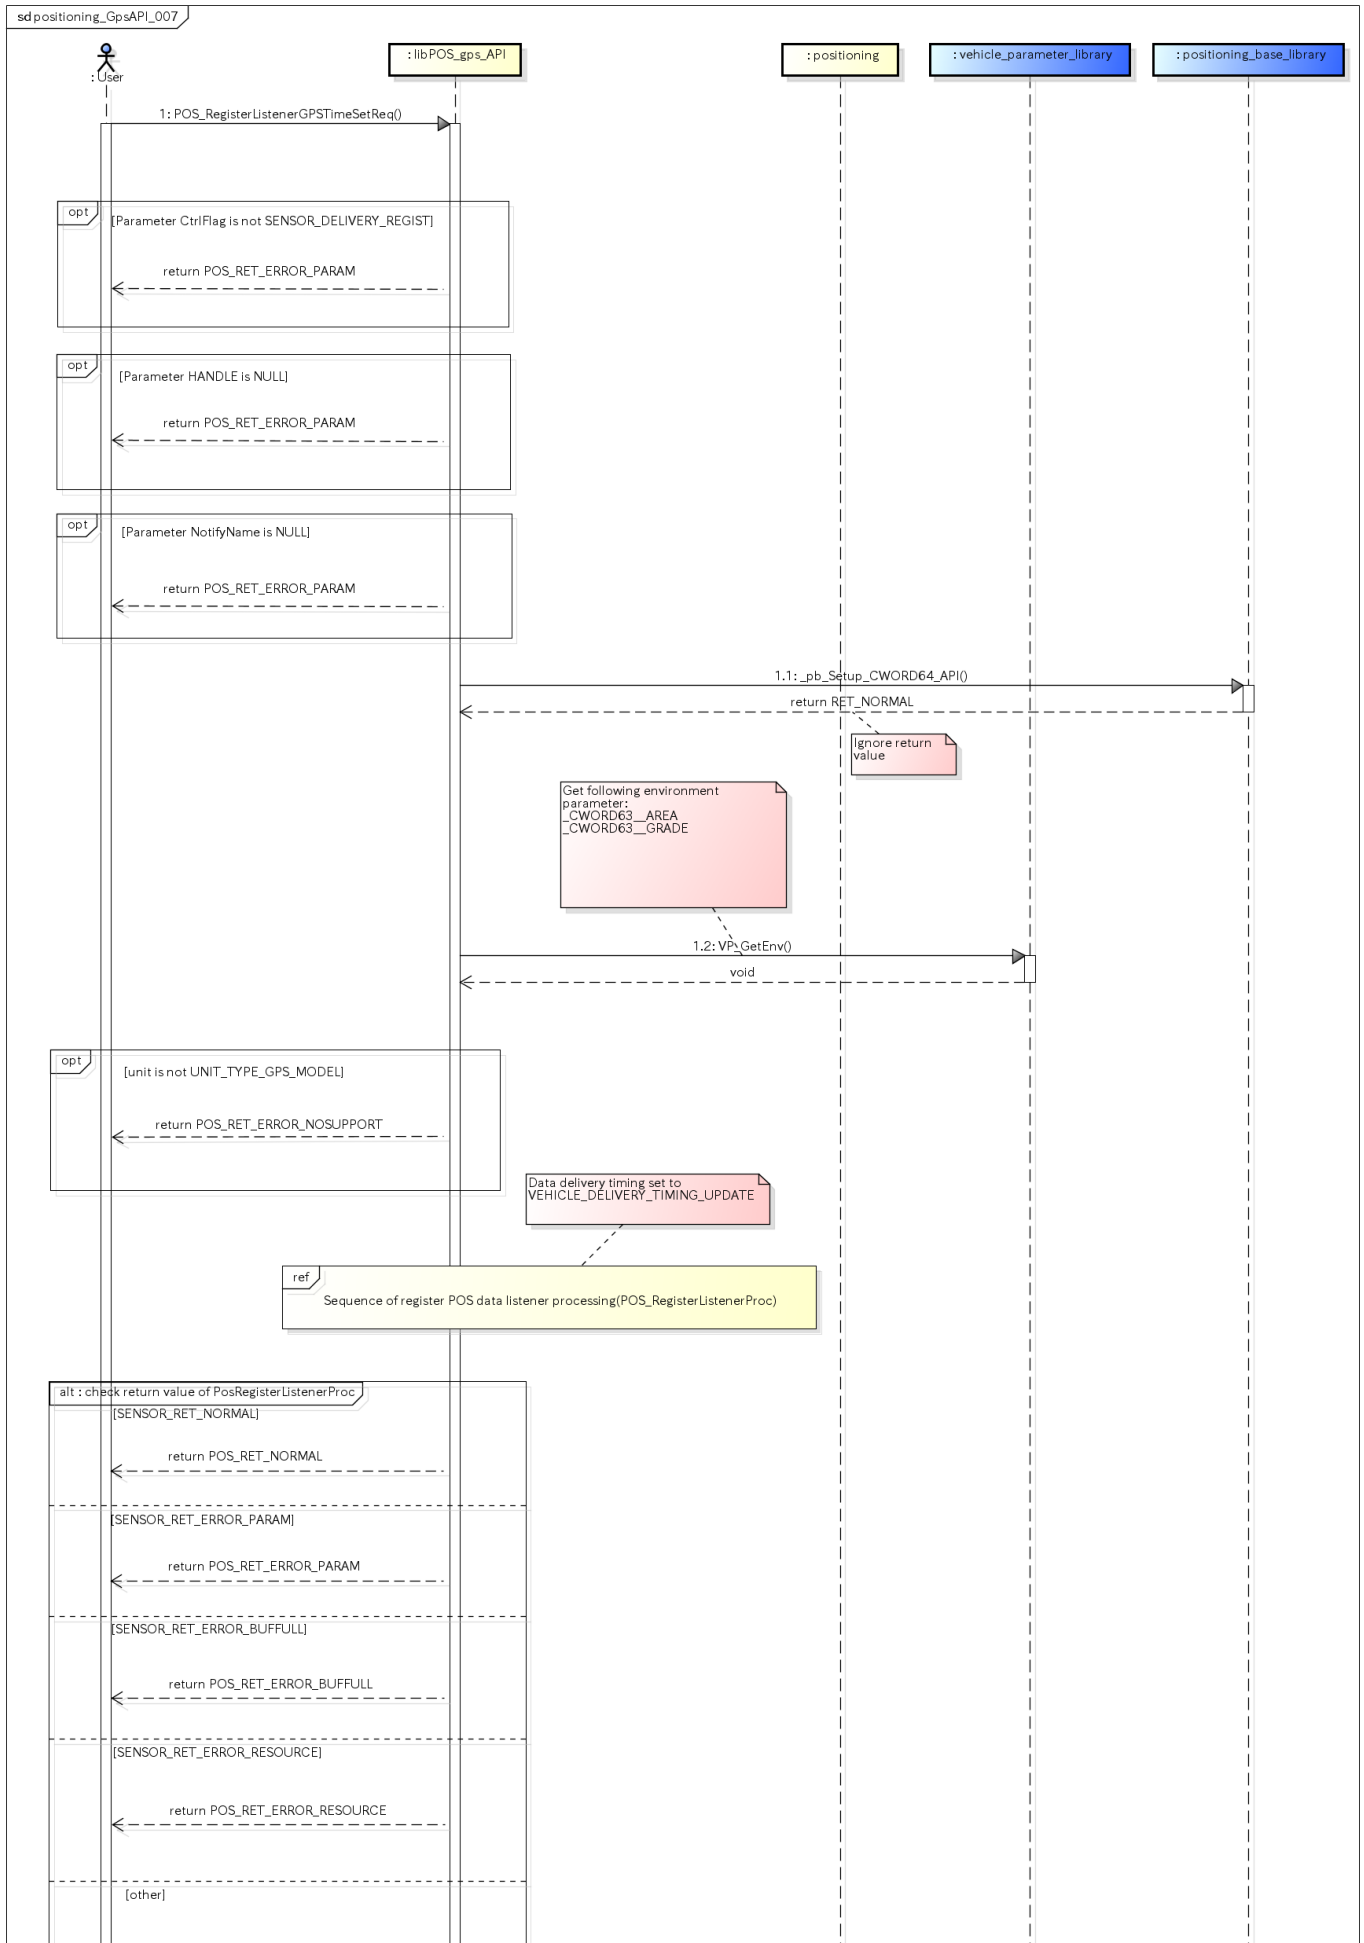 sd positioning_GpsAPI_007
: User
: libPOS_gps_API
: positioning
: vehicle_parameter_library
: positioning_base_library
1: POS_RegisterListenerGPSTimeSetReq()
opt
[Parameter CtrlFlag is not SENSOR_DELIVERY_REGIST]
return POS_RET_ERROR_PARAM
opt
[Parameter HANDLE is NULL]
return POS_RET_ERROR_PARAM
opt
[Parameter NotifyName is NULL]
return POS_RET_ERROR_PARAM
1.1: _pb_Setup_CWORD64_API()
return RET_NORMAL
Ignore return
value
Get following environment
parameter:
_CWORD63__AREA
_CWORD63__GRADE
1.2: VP_GetEnv()
void
opt
[unit is not UNIT_TYPE_GPS_MODEL]
return POS_RET_ERROR_NOSUPPORT
Data delivery timing set to
VEHICLE_DELIVERY_TIMING_UPDATE
ref
Sequence of register POS data listener processing(POS_RegisterListenerProc)
alt : check return value of PosRegisterListenerProc
[SENSOR_RET_NORMAL]
return POS_RET_NORMAL
[SENSOR_RET_ERROR_PARAM]
return POS_RET_ERROR_PARAM
[SENSOR_RET_ERROR_BUFFULL]
return POS_RET_ERROR_BUFFULL
[SENSOR_RET_ERROR_RESOURCE]
return POS_RET_ERROR_RESOURCE
[other]